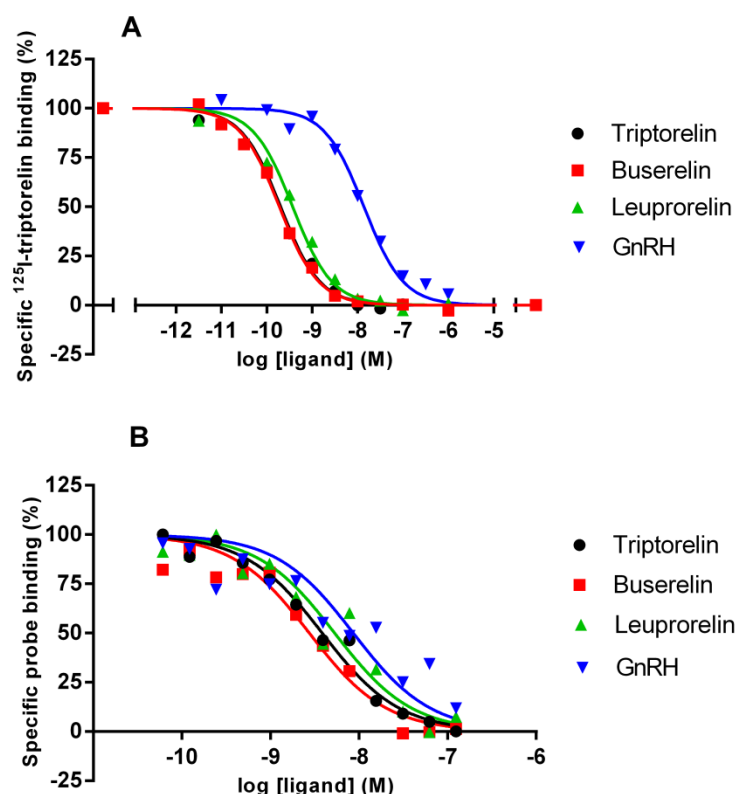 A
Specific ¹²⁵I-triptorelin binding (%)
125
100
75
50
25
0
-25
-12 -11 -10 -9 -8 -7 -6 -5
log [ligand] (M)
Triptorelin
Buserelin
Leuprorelin
GnRH
B
Specific probe binding (%)
125
100
75
50
25
0
-25
-10 -9 -8 -7 -6
log [ligand] (M)
Triptorelin
Buserelin
Leuprorelin
GnRH